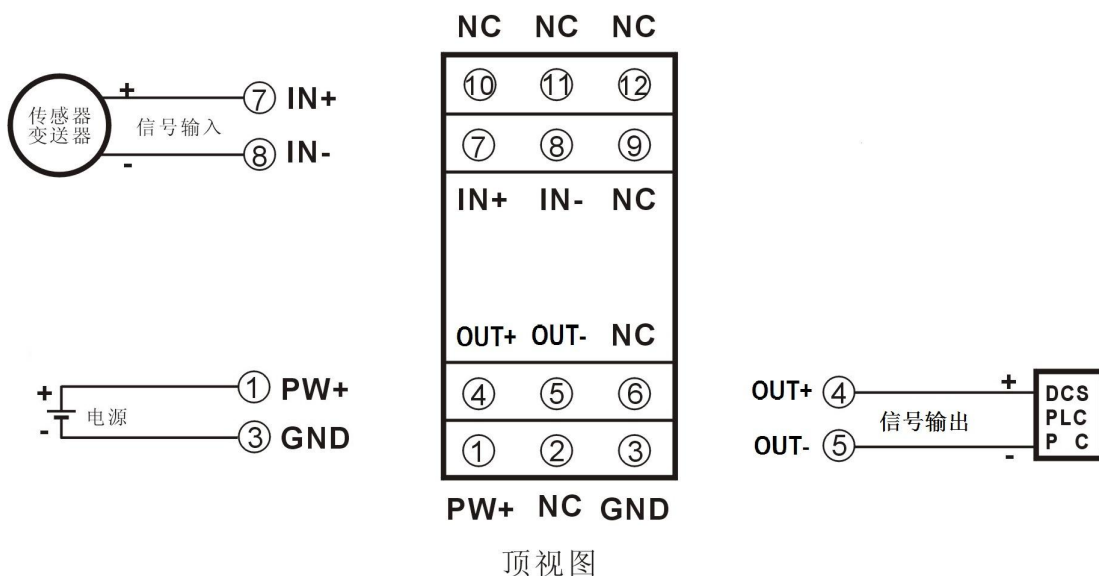 NC NC NC
⑩ ⑪ ⑫
⑦ ⑧ ⑨
IN+ IN- NC
传感器
变送器
+
信号输入
-
⑦ IN+
⑧ IN-
OUT+ OUT- NC
④ ⑤ ⑥
① ② ③
PW+ NC GND
+
电源
-
① PW+
③ GND
OUT+ ④
信号输出
OUT- ⑤
+
-
DCS
PLC
P C
顶视图